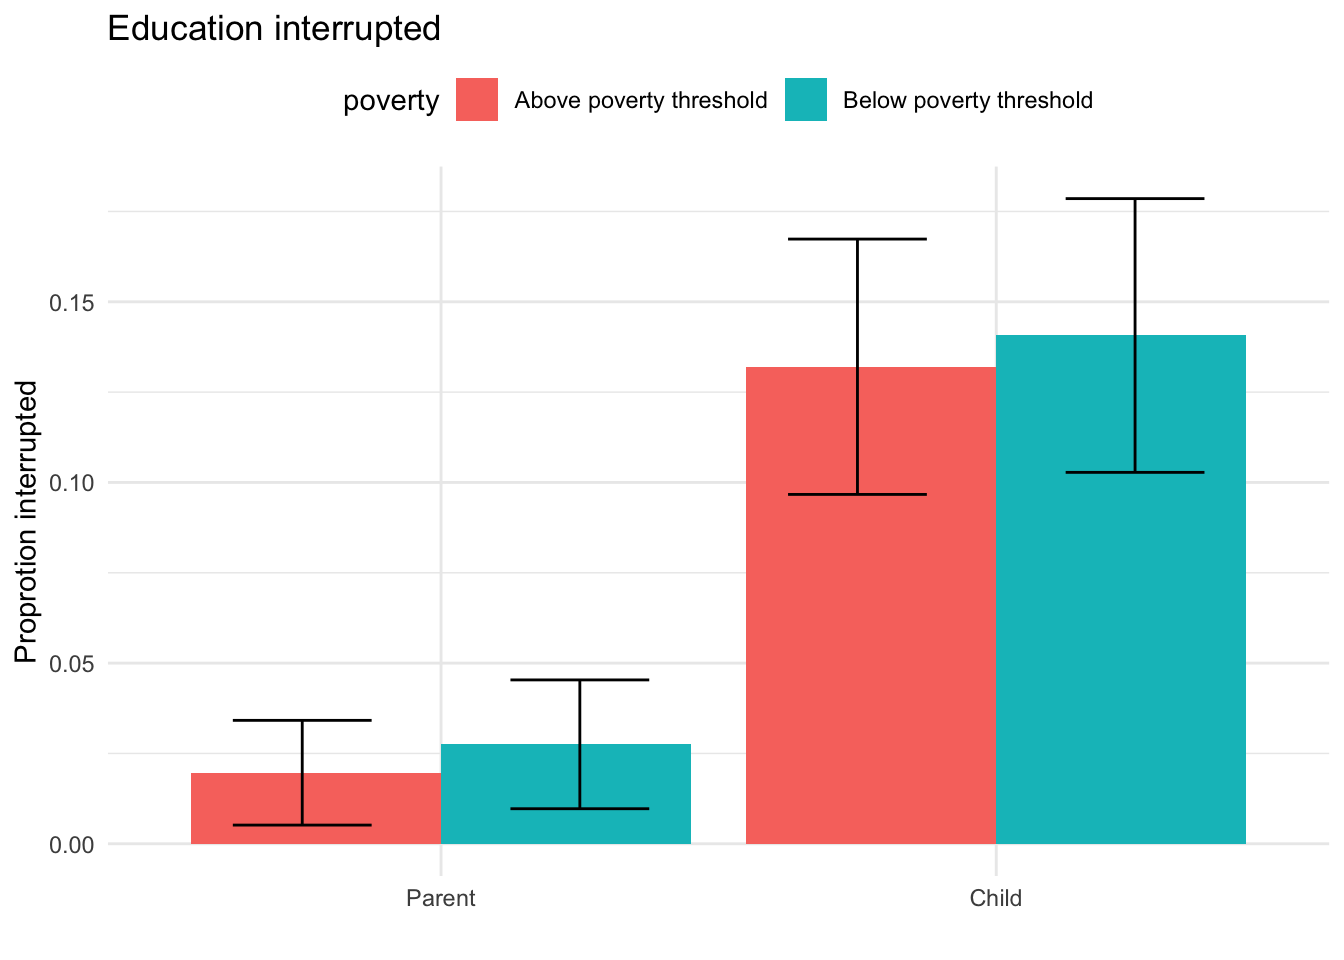 Education interrupted
poverty Above poverty threshold Below poverty threshold
Proprotion interrupted
0.15
0.10
0.05
0.00
Parent Child